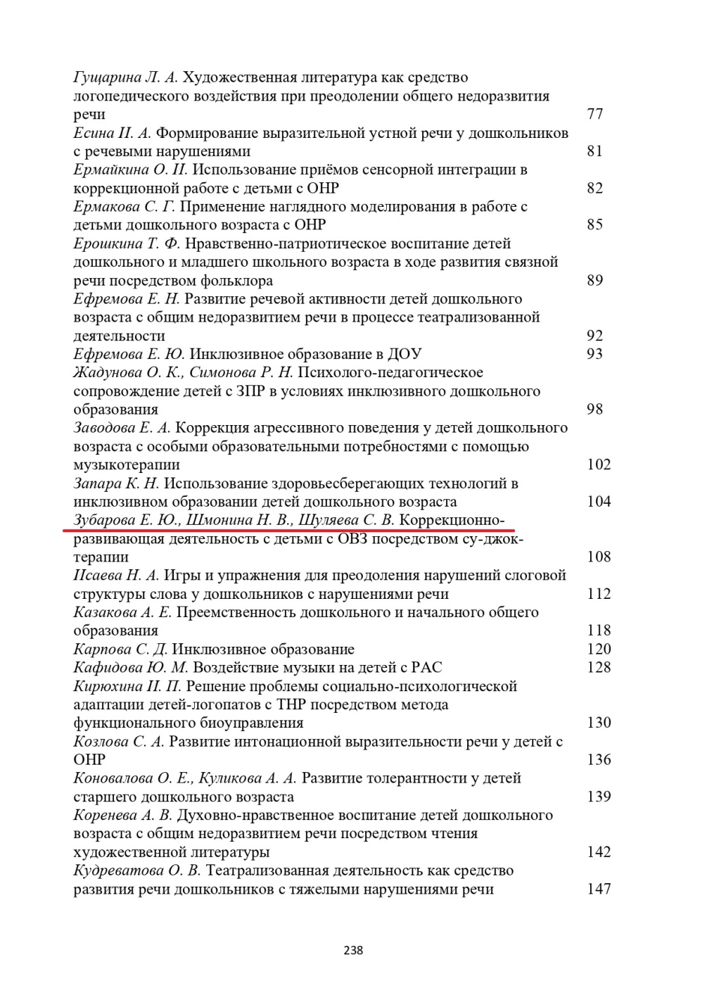 Гущарина Л. А. Художественная литература как средство
логопедического воздействия при преодолении общего недоразвития
речи 77
Есина И. А. Формирование выразительной устной речи у дошкольников
с речевыми нарушениями 81
Ермайкина О. И. Использование приёмов сенсорной интеграции в
коррекционной работе с детьми с ОНР 82
Ермакова С. Г. Применение наглядного моделирования в работе с
детьми дошкольного возраста с ОНР 85
Ерошкина Т. Ф. Нравственно-патриотическое воспитание детей
дошкольного и младшего школьного возраста в ходе развития связной
речи посредством фольклора 89
Ефремова Е. Н. Развитие речевой активности детей дошкольного
возраста с общим недоразвитием речи в процессе театрализованной
деятельности 92
Ефремова Е. Ю. Инклюзивное образование в ДОУ 93
Жадунова О. К., Симонова Р. Н. Психолого-педагогическое
сопровождение детей с ЗПР в условиях инклюзивного дошкольного
образования 98
Заводова Е. А. Коррекция агрессивного поведения у детей дошкольного
возраста с особыми образовательными потребностями с помощью
музыкотерапии 102
Запара К. Н. Использование здоровьесберегающих технологий в
инклюзивном образовании детей дошкольного возраста 104
Зубарова Е. Ю., Шмонина Н. В., Шуляева С. В. Коррекционно-
развивающая деятельность с детьми с ОВЗ посредством су-джок-
терапии 108
Исаева Н. А. Игры и упражнения для преодоления нарушений слоговой
структуры слова у дошкольников с нарушениями речи 112
Казакова А. Е. Преемственность дошкольного и начального общего
образования 118
Карпова С. Д. Инклюзивное образование 120
Кафидова Ю. М. Воздействие музыки на детей с РАС 128
Кирюхина И. П. Решение проблемы социально-психологической
адаптации детей-логопатов с ТНР посредством метода
функционального биоуправления 130
Козлова С. А. Развитие интонационной выразительности речи у детей с
ОНР 136
Коновалова О. Е., Куликова А. А. Развитие толерантности у детей
старшего дошкольного возраста 139
Коренева А. В. Духовно-нравственное воспитание детей дошкольного
возраста с общим недоразвитием речи посредством чтения
художественной литературы 142
Кудреватова О. В. Театрализованная деятельность как средство
развития речи дошкольников с тяжелыми нарушениями речи 147
238